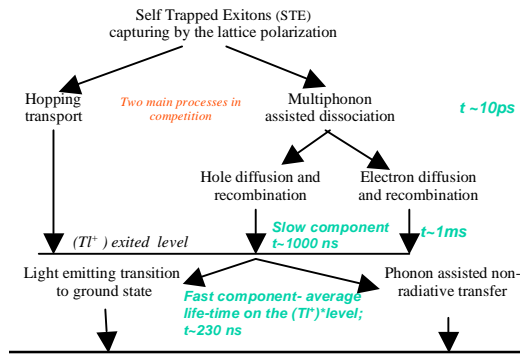 Self Trapped Exitons (STE)
capturing by the lattice polarization
Hopping
transport
Two main processes in
competition
Multiphonon
assisted dissociation
t ~10ps
Hole diffusion and
recombination
Electron diffusion
and recombination
(Tl+ ) exited level
Slow component
t~1000 ns
t~1ms
Light emitting transition
to ground state
Fast component- average
life-time on the (Tl+)*level;
t~230 ns
Phonon assisted non-
radiative transfer